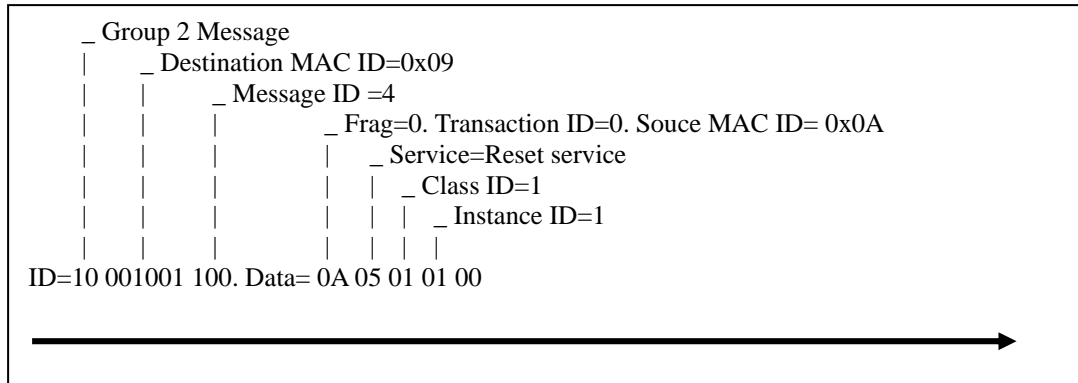 _ Group 2 Message
| _ Destination MAC ID=0x09
| | _ Message ID =4
| | | _ Frag=0. Transaction ID=0. Souce MAC ID= 0x0A
| | | | _ Service=Reset service
| | | | | _ Class ID=1
| | | | | | _ Instance ID=1
| | | | | | |
ID=10 001001 100. Data= 0A 05 01 01 00